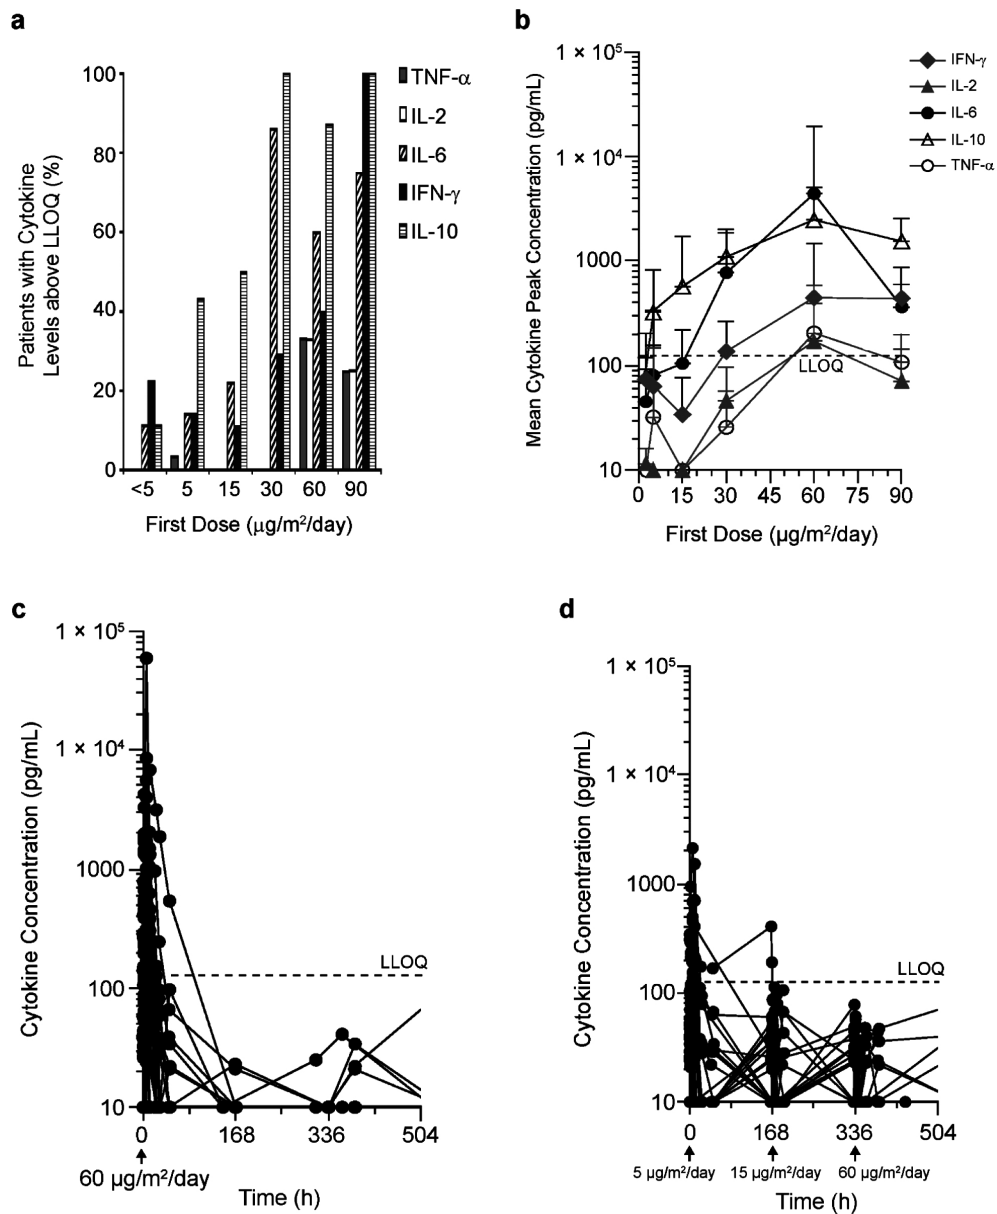 a
Patients with Cytokine
Levels above LLOQ (%)
100
80
60
40
20
0
<5 5 15 30 60 90
First Dose (μg/m²/day)
TNF-α
IL-2
IL-6
IFN-γ
IL-10
b
Mean Cytokine Peak Concentration (pg/mL)
1 × 10⁵
1 × 10⁴
1000
100
10
LLOQ
0 15 30 45 60 75 90
First Dose (μg/m²/day)
IFN-γ
IL-2
IL-6
IL-10
TNF-α
c
Cytokine Concentration (pg/mL)
1 × 10⁵
1 × 10⁴
1000
100
10
LLOQ
0 168 336 504
60 μg/m²/day
Time (h)
d
Cytokine Concentration (pg/mL)
1 × 10⁵
1 × 10⁴
1000
100
10
LLOQ
0 168 336 504
5 μg/m²/day 15 μg/m²/day 60 μg/m²/day
Time (h)